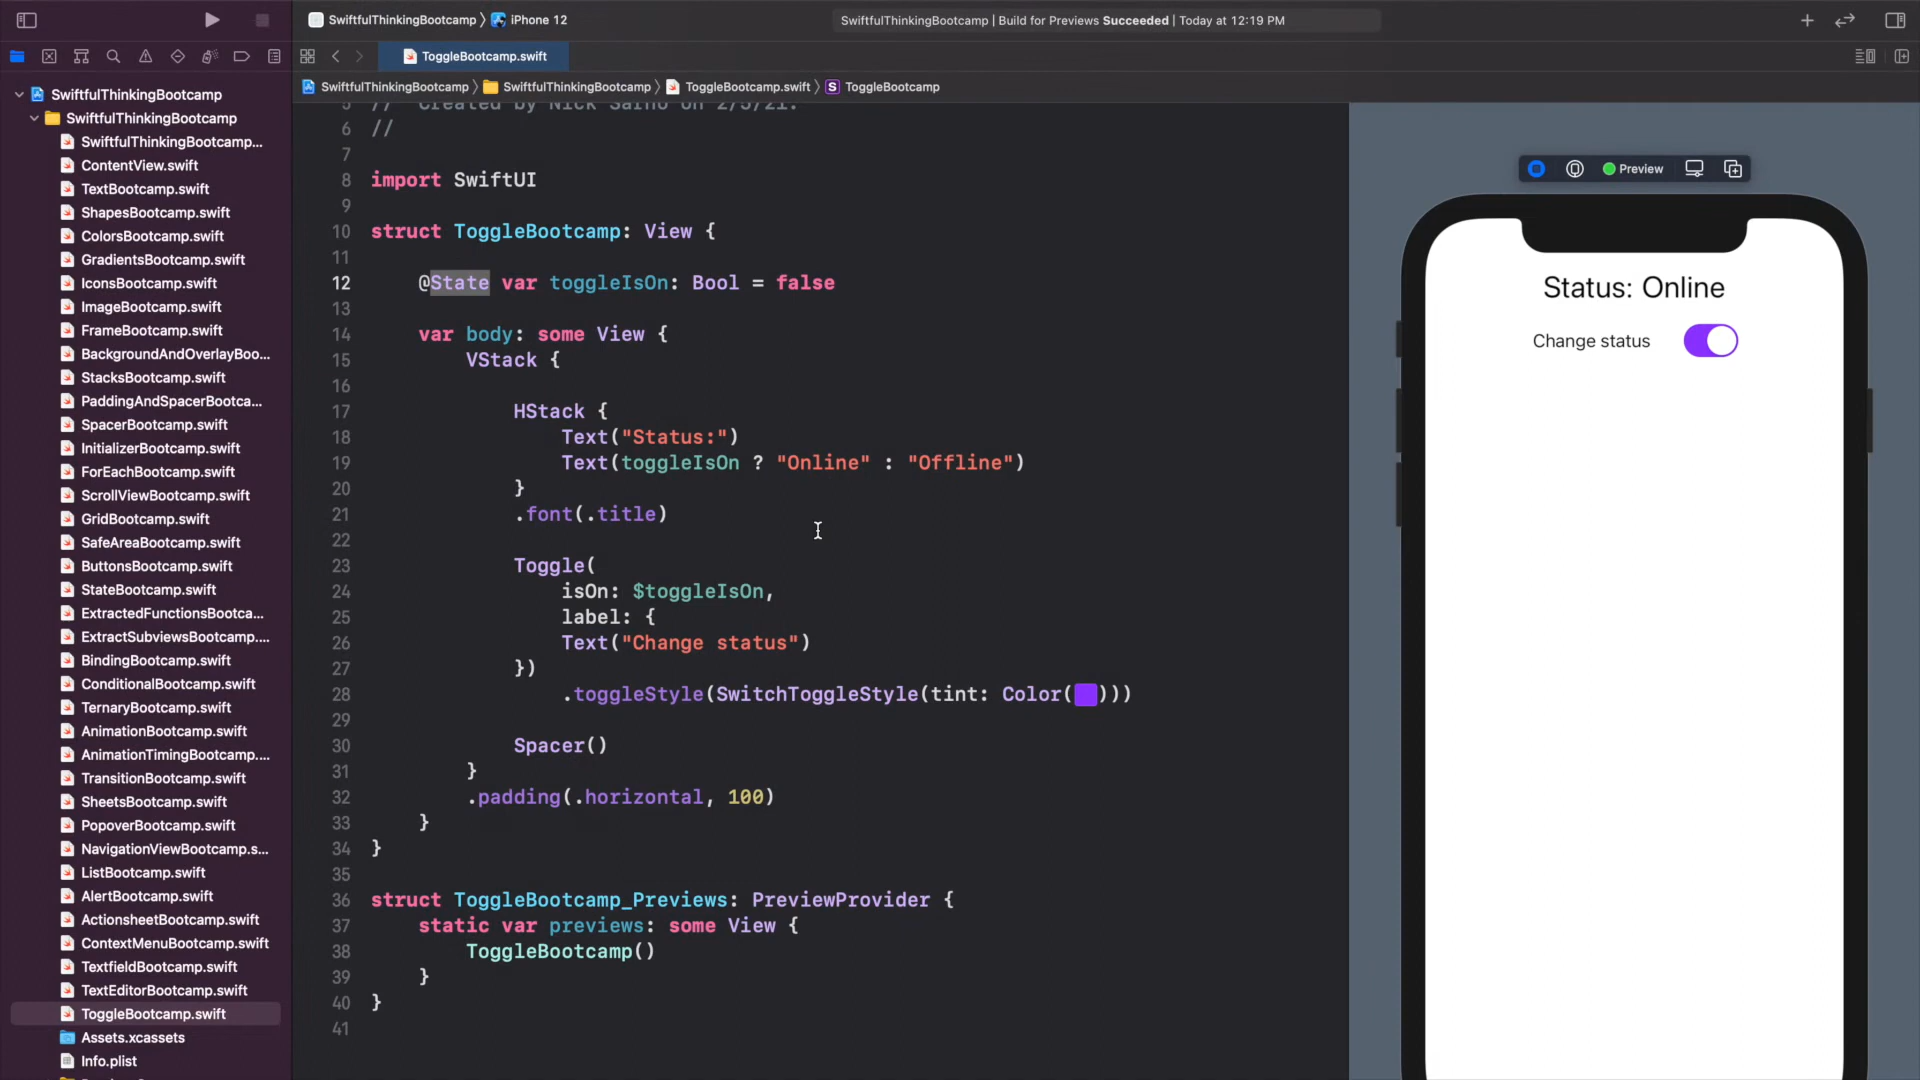 SwiftfulThinkingBootcamp 〉 iPhone 12
SwiftfulThinkingBootcamp | Build for Previews Succeeded | Today at 12:19 PM
ToggleBootcamp.swift
SwiftfulThinkingBootcamp 〉 SwiftfulThinkingBootcamp 〉 ToggleBootcamp.swift 〉 S ToggleBootcamp
SwiftfulThinkingBootcamp
SwiftfulThinkingBootcamp
SwiftfulThinkingBootcamp...
ContentView.swift
TextBootcamp.swift
ShapesBootcamp.swift
ColorsBootcamp.swift
GradientsBootcamp.swift
IconsBootcamp.swift
ImageBootcamp.swift
FrameBootcamp.swift
BackgroundAndOverlayBoo...
StacksBootcamp.swift
PaddingAndSpacerBootca...
SpacerBootcamp.swift
InitializerBootcamp.swift
ForEachBootcamp.swift
ScrollViewBootcamp.swift
GridBootcamp.swift
SafeAreaBootcamp.swift
ButtonsBootcamp.swift
StateBootcamp.swift
ExtractedFunctionsBootca...
ExtractSubviewsBootcamp....
BindingBootcamp.swift
ConditionalBootcamp.swift
TernaryBootcamp.swift
AnimationBootcamp.swift
AnimationTimingBootcamp....
TransitionBootcamp.swift
SheetsBootcamp.swift
PopoverBootcamp.swift
NavigationViewBootcamp.s...
ListBootcamp.swift
AlertBootcamp.swift
ActionsheetBootcamp.swift
ContextMenuBootcamp.swift
TextfieldBootcamp.swift
TextEditorBootcamp.swift
ToggleBootcamp.swift
Assets.xcassets
Info.plist
5 // Created by Nick Sarno on 2/5/21.
6 //
7
8 import SwiftUI
9
10 struct ToggleBootcamp: View {
11
12 @State var toggleIsOn: Bool = false
13
14 var body: some View {
15 VStack {
16
17 HStack {
18 Text("Status:")
19 Text(toggleIsOn ? "Online" : "Offline")
20 }
21 .font(.title)
22
23 Toggle(
24 isOn: $toggleIsOn,
25 label: {
26 Text("Change status")
27 })
28 .toggleStyle(SwitchToggleStyle(tint: Color( )))
29
30 Spacer()
31 }
32 .padding(.horizontal, 100)
33 }
34 }
35
36 struct ToggleBootcamp_Previews: PreviewProvider {
37 static var previews: some View {
38 ToggleBootcamp()
39 }
40 }
41
Preview
Status: Online
Change status